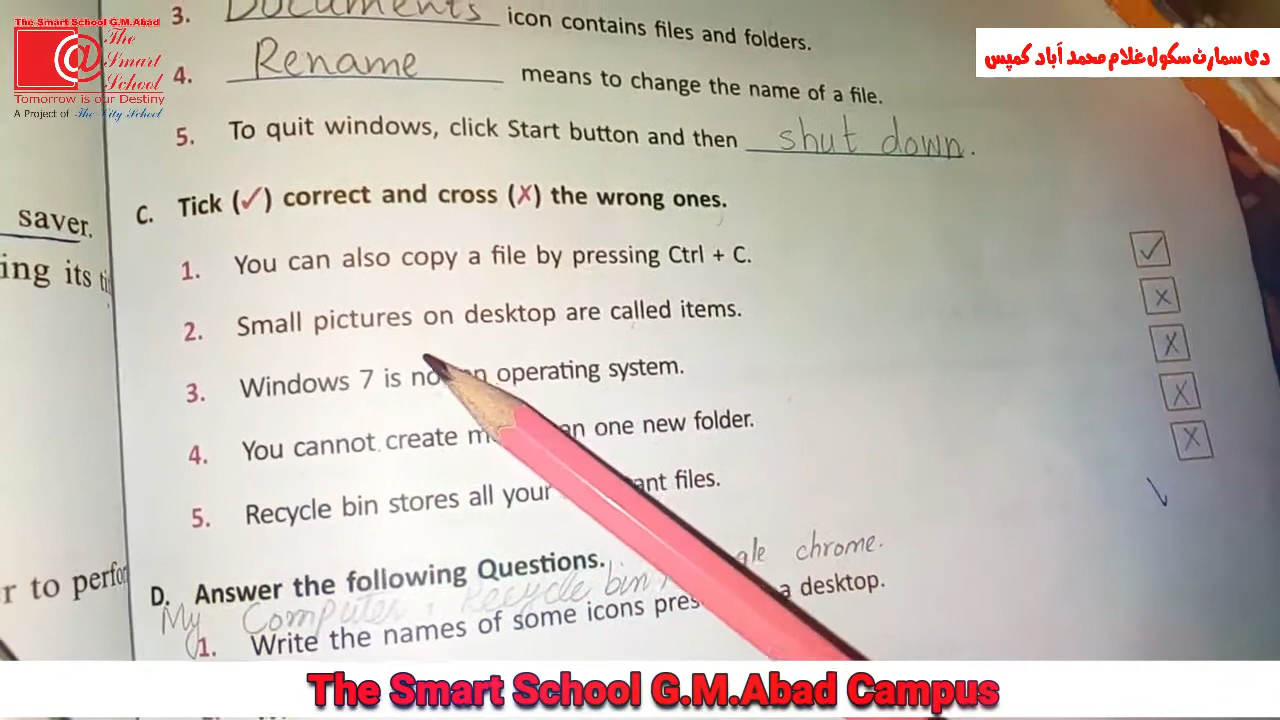 The Smart School G.M.Abad
The
Smart
School
Tomorrow is our Destiny
A Project of The City School
دی سمارٹ سکول غلام محمد آباد کمپس
3. Documents icon contains files and folders.
4. Rename means to change the name of a file.
5. To quit windows, click Start button and then shut down.
saver.
ing its
C. Tick (✓) correct and cross (✗) the wrong ones.
1. You can also copy a file by pressing Ctrl + C. ✓
2. Small pictures on desktop are called items. x
3. Windows 7 is operating system. x
4. You cannot create one new folder. x
5. Recycle bin stores all your files. x
r to perfor
D. Answer the following Questions.
My Computer, Recycle bin chrome.
1. Write the names of some icons a desktop.
The Smart School G.M.Abad Campus